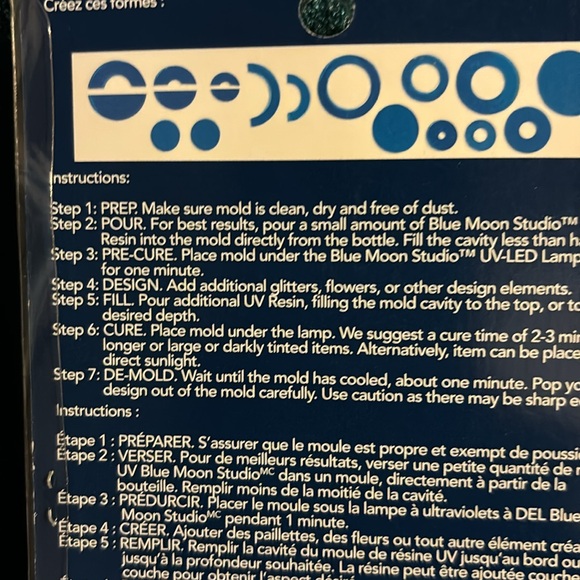 Créez ces formes :
Instructions:
Step 1: PREP. Make sure mold is clean, dry and free of dust.
Step 2: POUR. For best results, pour a small amount of Blue Moon Studio™
Resin into the mold directly from the bottle. Fill the cavity less than
Step 3: PRE-CURE. Place mold under the Blue Moon Studio™ UV-LED Lamp
for one minute.
Step 4: DESIGN. Add additional glitters, flowers, or other design elements.
Step 5: FILL. Pour additional UV Resin, filling the mold cavity to the top, or to
desired depth.
Step 6: CURE. Place mold under the lamp. We suggest a cure time of 2-3
longer or large or darkly tinted items. Alternatively, item can be
direct sunlight.
Step 7: DE-MOLD. Wait until the mold has cooled, about one minute. Pop
design out of the mold carefully. Use caution as there may be sharp
Instructions :
Étape 1 : PRÉPARER. S'assurer que le moule est propre et exempt de
Étape 2 : VERSER. Pour de meilleurs résultats, verser une petite quantité de
UV Blue Moon Studioᴹᶜ dans un moule, directement à partir de la
bouteille. Remplir moins de la moitié de la cavité.
Étape 3 : PRÉDURCIR. Placer le moule sous la lampe à ultraviolets à DEL Blue
Moon Studioᴹᶜ pendant 1 minute.
Étape 4 : CRÉER. Ajouter des paillettes, des fleurs ou tout autre élément
Étape 5 : REMPLIR. Remplir la cavité du moule de résine UV jusqu'au bord ou
jusqu'à la profondeur souhaitée. La résine peut être ajoutée
couche pour obtenir l'aspect